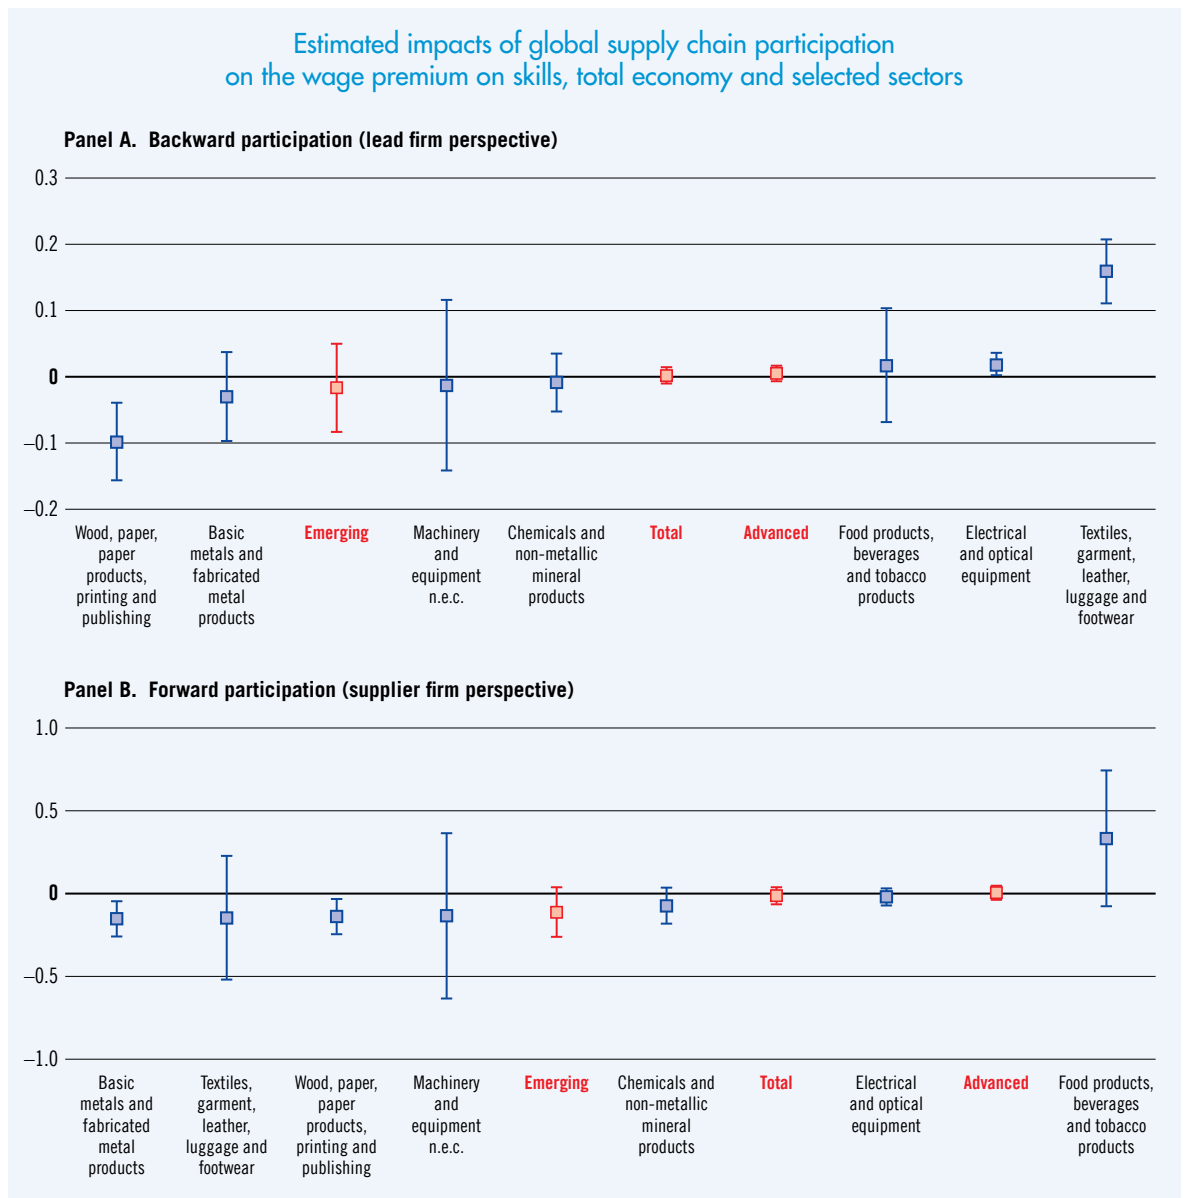 Estimated impacts of global supply chain participation
on the wage premium on skills, total economy and selected sectors
Panel A. Backward participation (lead firm perspective)
0.3
0.2
0.1
0
–0.1
–0.2
Wood, paper,
paper
products,
printing and
publishing
Basic
metals and
fabricated
metal
products
Emerging
Machinery
and
equipment
n.e.c.
Chemicals and
non-metallic
mineral
products
Total
Advanced
Food products,
beverages
and tobacco
products
Electrical
and optical
equipment
Textiles,
garment,
leather,
luggage and
footwear
Panel B. Forward participation (supplier firm perspective)
1.0
0.5
0
–0.5
–1.0
Basic
metals and
fabricated
metal
products
Textiles,
garment,
leather,
luggage and
footwear
Wood, paper,
paper
products,
printing and
publishing
Machinery
and
equipment
n.e.c.
Emerging
Chemicals and
non-metallic
mineral
products
Total
Electrical
and optical
equipment
Advanced
Food products,
beverages
and tobacco
products